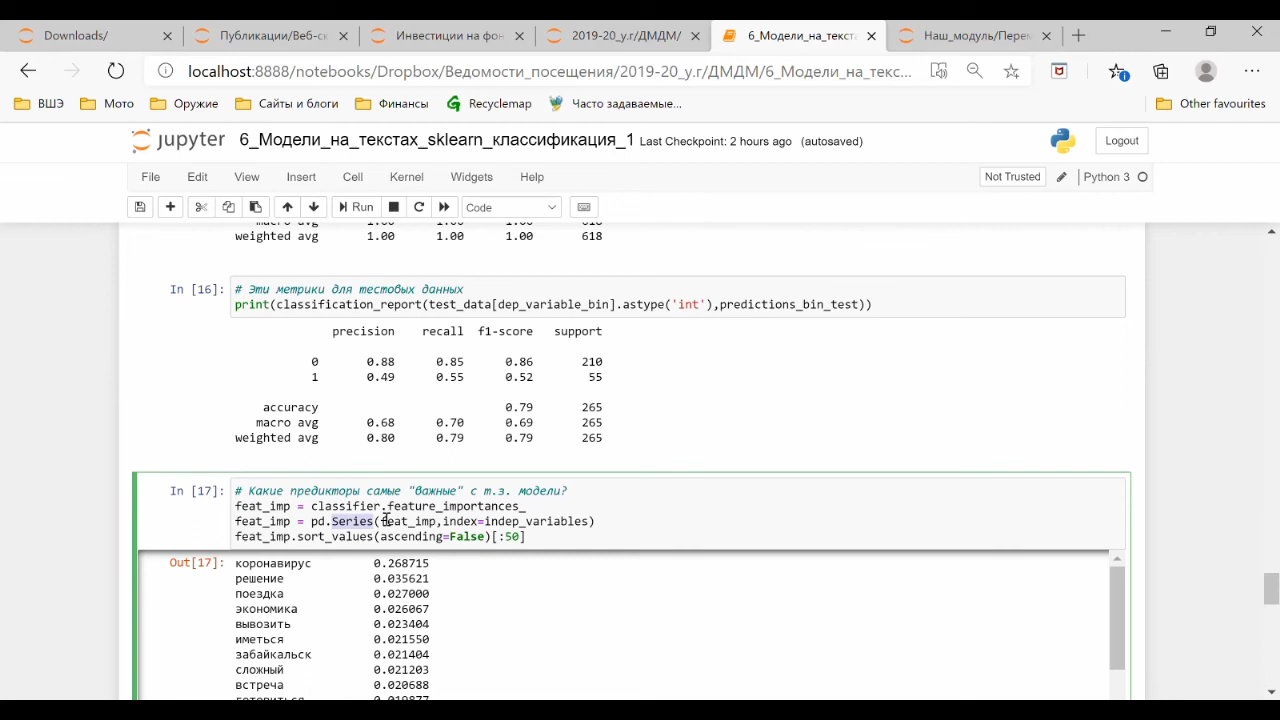 Downloads/
Публикации/Веб-ск
Инвестиции на фон
2019-20_у.г/ДМДМ/
6_Модели_на_текста
Наш_модуль/Перем
localhost:8888/notebooks/Dropbox/Ведомости_посещения/2019-20_у.г/ДМДМ/6_Модели_на_текс...
ВШЭ
Мото
Оружие
Сайты и блоги
Финансы
Recyclemap
Часто задаваемые...
Other favourites
jupyter 6_Модели_на_текстах_sklearn_классификация_1 Last Checkpoint: 2 hours ago (autosaved)
Logout
File Edit View Insert Cell Kernel Widgets Help
Not Trusted
Python 3
Run
Code
weighted avg 1.00 1.00 1.00 618
In [16]: # Эти метрики для тестовых данных
print(classification_report(test_data[dep_variable_bin].astype('int'),predictions_bin_test))
precision recall f1-score support
0 0.88 0.85 0.86 210
1 0.49 0.55 0.52 55
accuracy 0.79 265
macro avg 0.68 0.70 0.69 265
weighted avg 0.80 0.79 0.79 265
In [17]: # Какие предикторы самые "важные" с т.з. модели?
feat_imp = classifier.feature_importances_
feat_imp = pd.Series(feat_imp,index=indep_variables)
feat_imp.sort_values(ascending=False)[:50]
Out[17]: коронавирус 0.268715
решение 0.035621
поездка 0.027000
экономика 0.026067
вывозить 0.023404
иметься 0.021550
забайкальск 0.021404
сложный 0.021203
встреча 0.020688